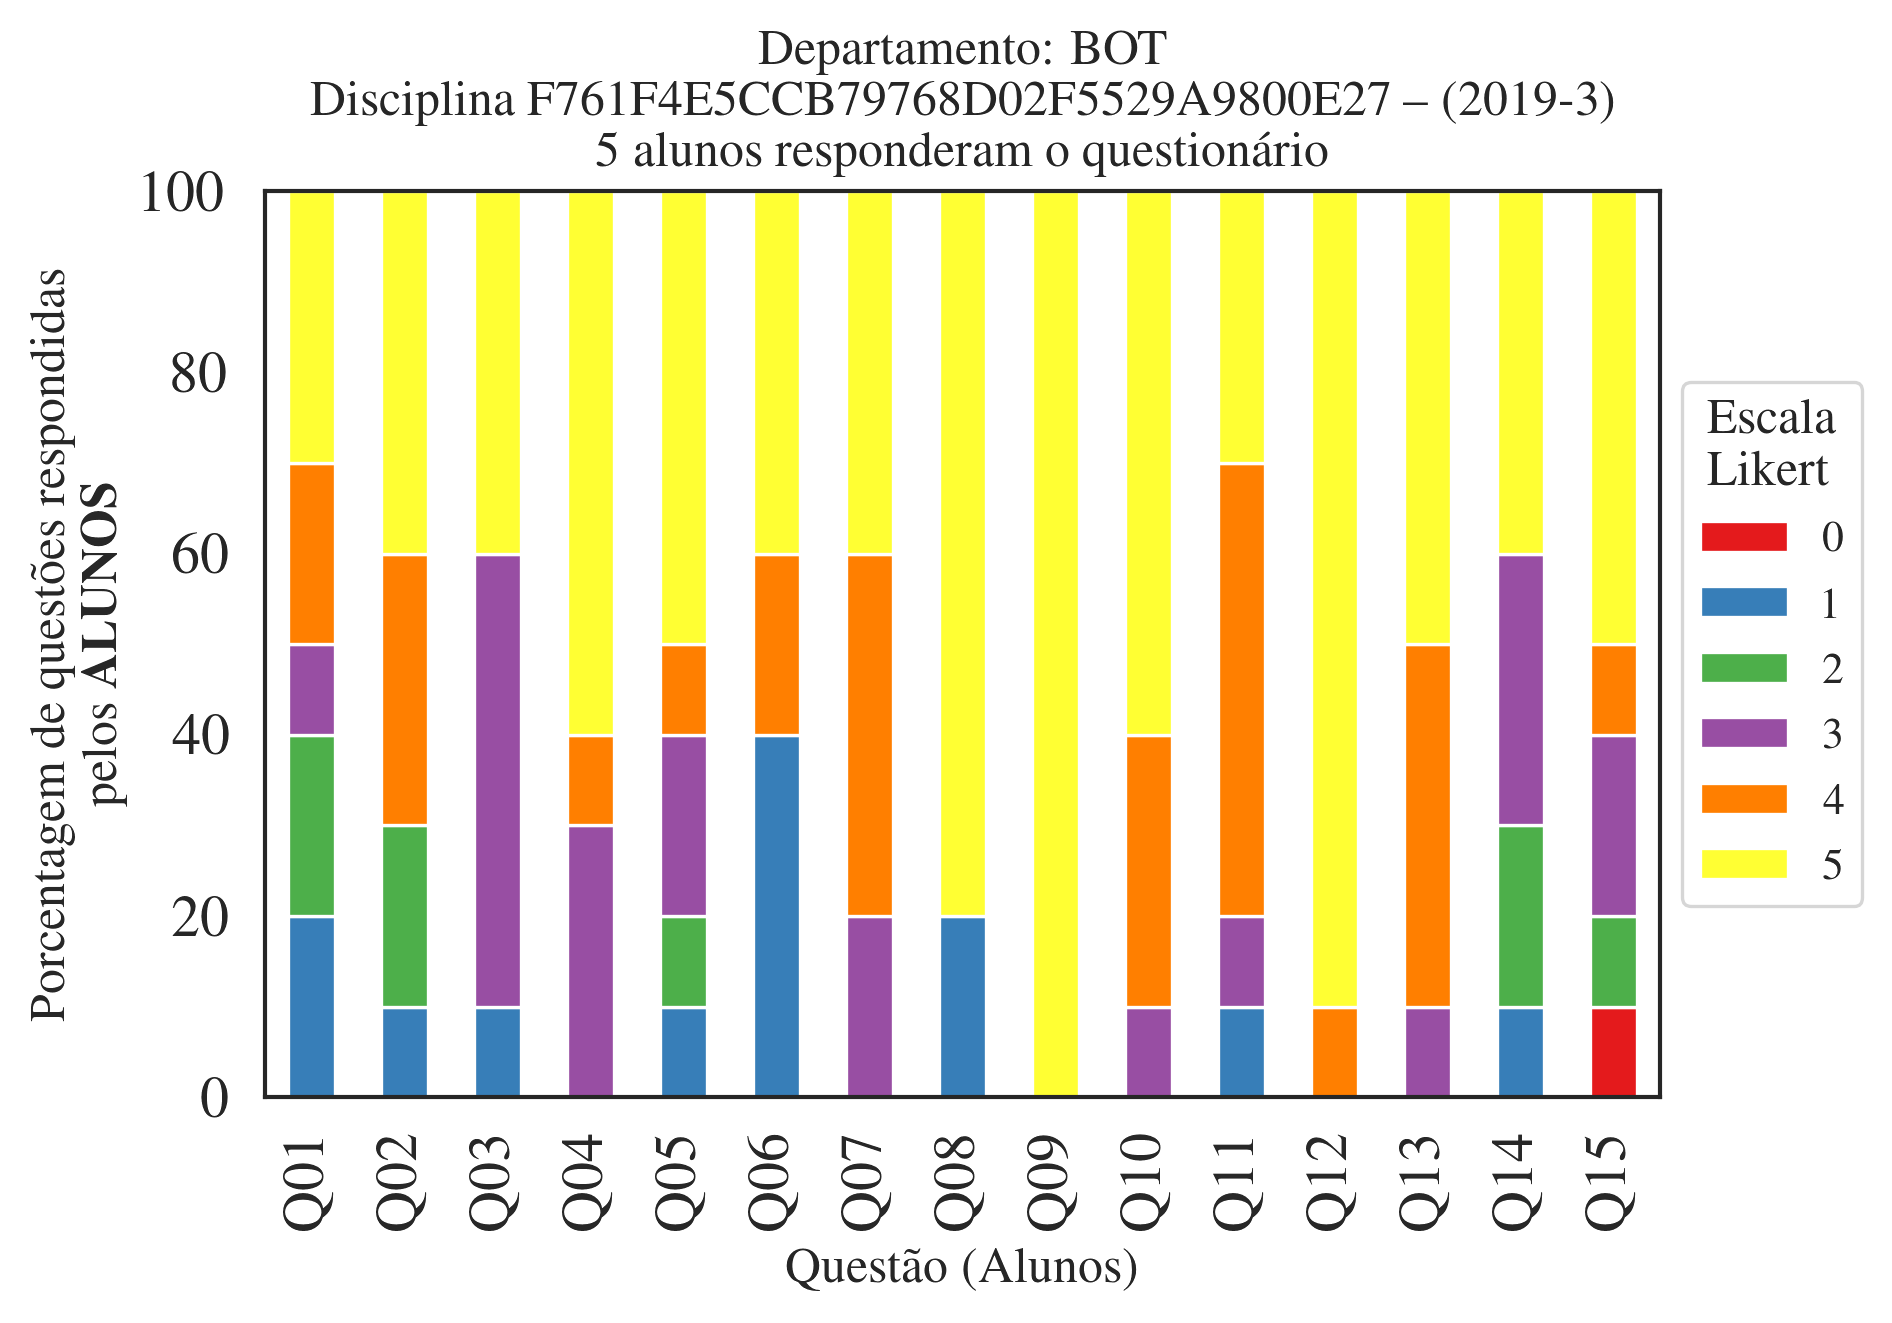 Departamento: BOT
Disciplina F761F4E5CCB79768D02F5529A9800E27 – (2019-3)
5 alunos responderam o questionário
Porcentagem de questões respondidas
pelos ALUNOS
100
80
60
40
20
0
Q01
Q02
Q03
Q04
Q05
Q06
Q07
Q08
Q09
Q10
Q11
Q12
Q13
Q14
Q15
Questão (Alunos)
Escala
Likert
0
1
2
3
4
5